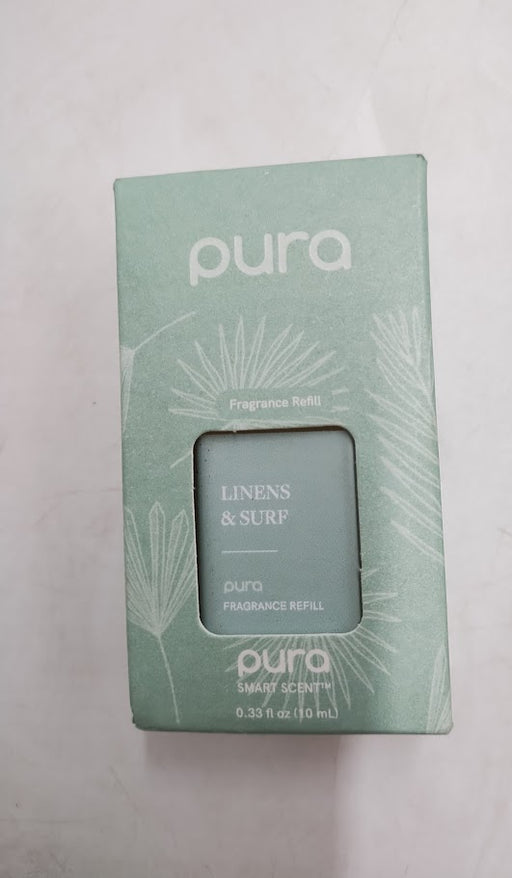 pura
Fragrance Refill
LINENS
& SURF
pura
FRAGRANCE REFILL
pura
SMART SCENT™
0.33 fl oz (10 mL)